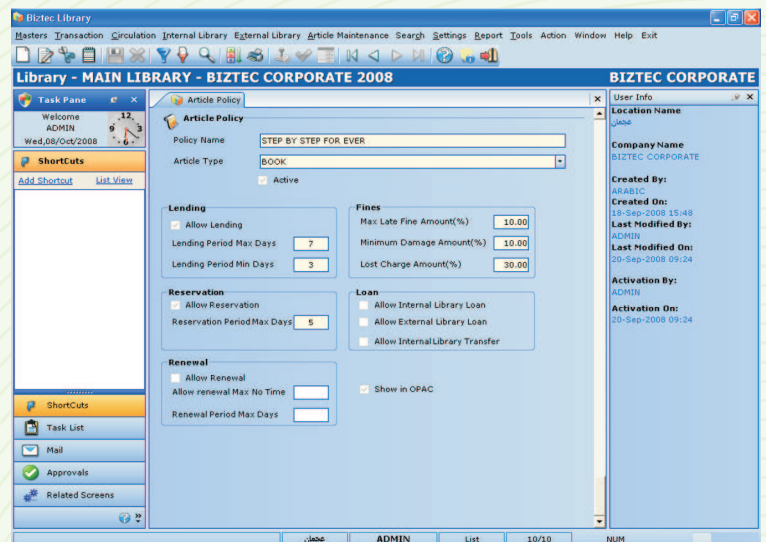 Biztec Library
Masters Transaction Circulation Internal Library External Library Article Maintenance Search Settings Report Tools Action Window Help Exit
Library - MAIN LIBRARY - BIZTEC CORPORATE 2008 BIZTEC CORPORATE
Task Pane
Welcome
ADMIN
Wed,08/Oct/2008
12
3
6
9
ShortCuts
Add Shortcut List View
ShortCuts
Task List
Mail
Approvals
Related Screens
Article Policy
Article Policy
Policy Name STEP BY STEP FOR EVER
Article Type BOOK
Active
Lending
Allow Lending
Lending Period Max Days 7
Lending Period Min Days 3
Fines
Max Late Fine Amount(%) 10.00
Minimum Damage Amount(%) 10.00
Lost Charge Amount(%) 30.00
Reservation
Allow Reservation
Reservation Period Max Days 5
Loan
Allow Internal Library Loan
Allow External Library Loan
Allow Internal Library Transfer
Renewal
Allow Renewal
Allow renewal Max No Time
Renewal Period Max Days
Show in OPAC
User Info
Location Name
عجمان
Company Name
BIZTEC CORPORATE
Created By:
ARABIC
Created On:
18-Sep-2008 15:48
Last Modified By:
ADMIN
Last Modified On:
20-Sep-2008 09:24
Activation By:
ADMIN
Activation On:
20-Sep-2008 09:24
عجمان ADMIN List 10/10 NUM